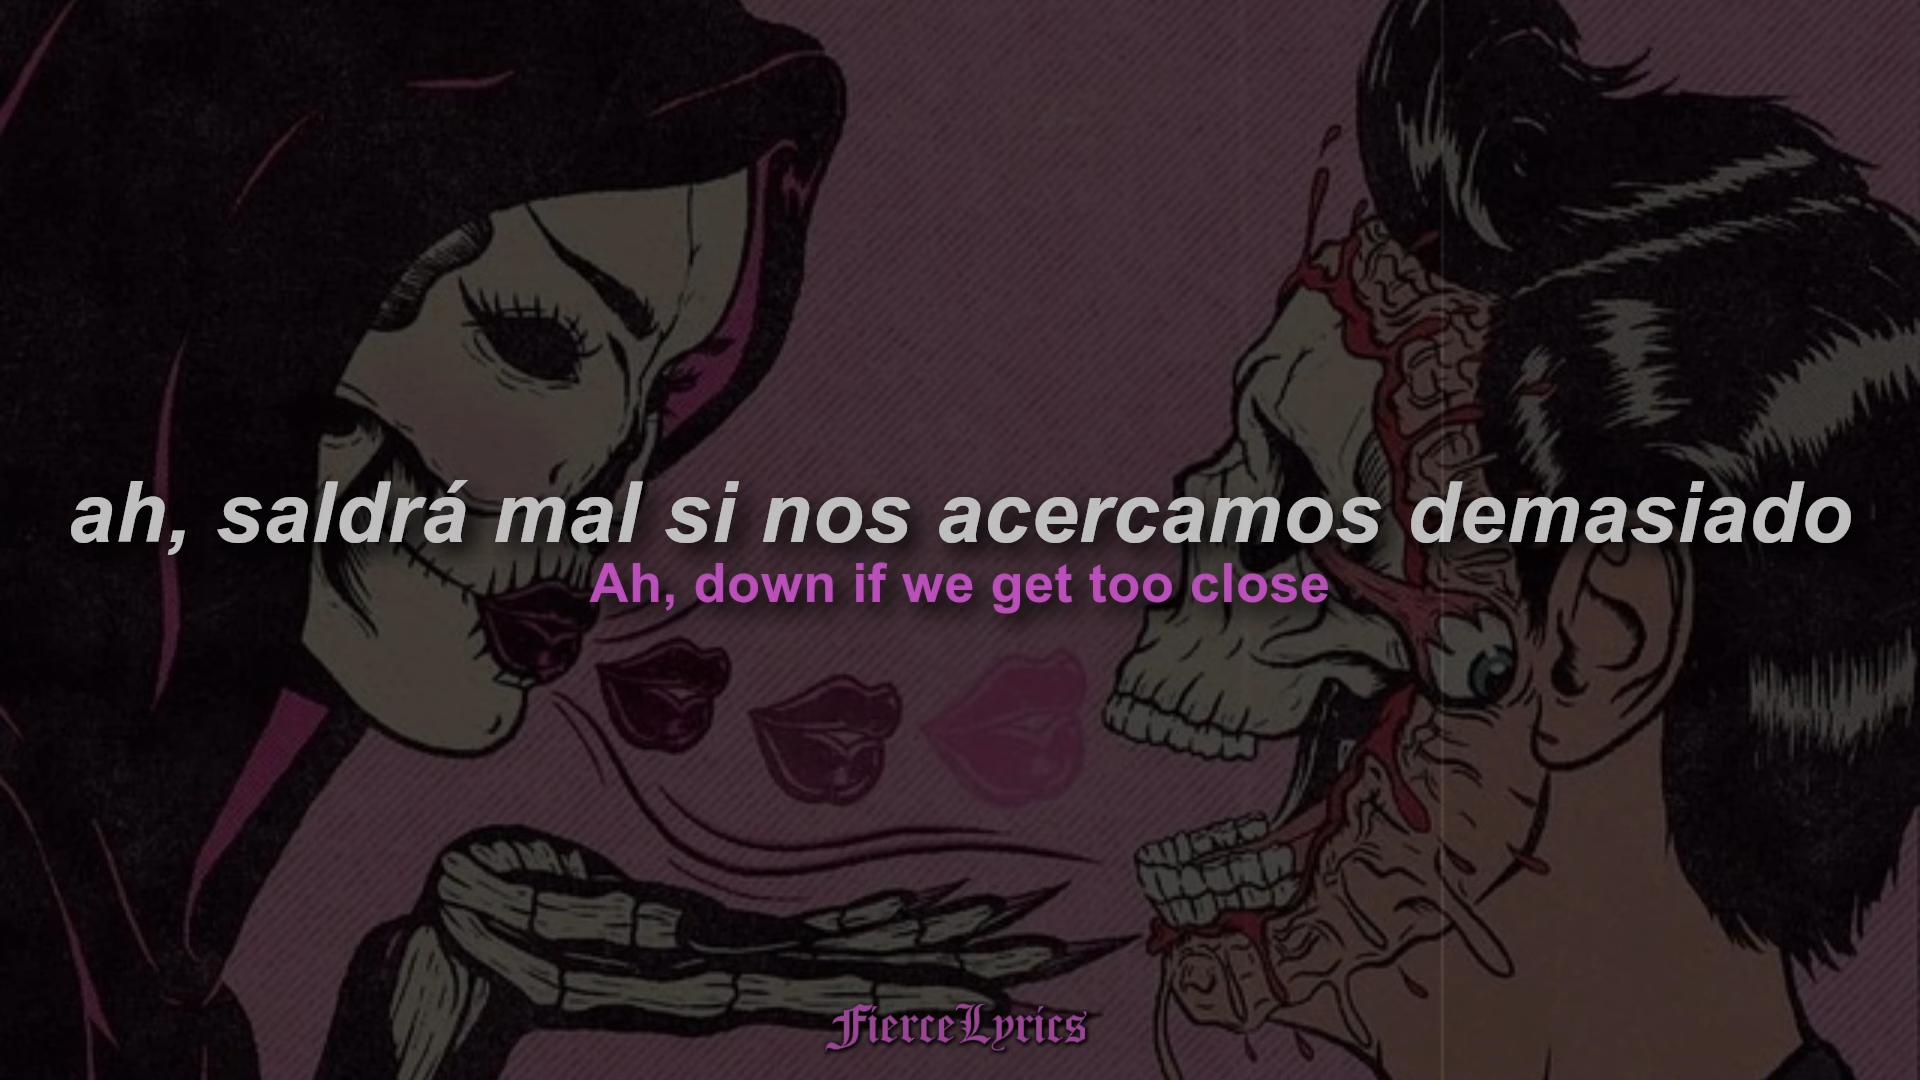 ah, saldrá mal si nos acercamos demasiado
Ah, down if we get too close
FierceLyrics